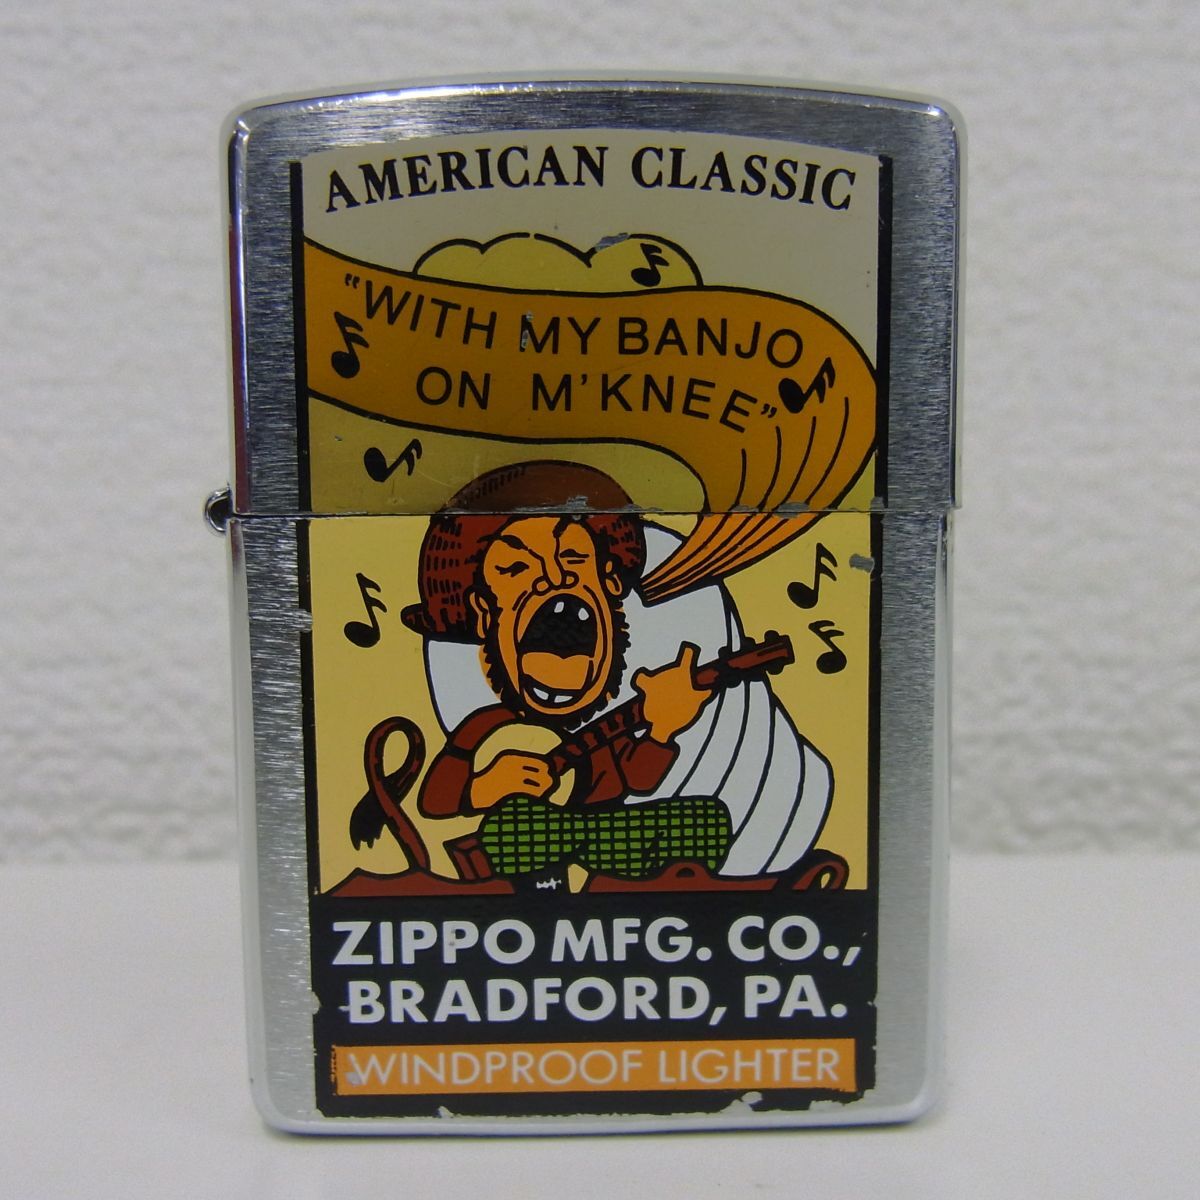 AMERICAN CLASSIC
"WITH MY BANJO
ON M'KNEE"
ZIPPO MFG. CO.,
BRADFORD, PA.
WINDPROOF LIGHTER